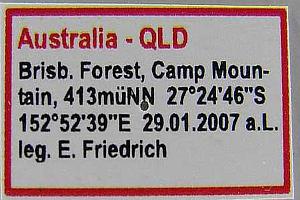 Australia - QLD
Brisb. Forest, Camp Moun-
tain, 413müNN 27°24'46"S
152°52'39"E 29.01.2007 a.L.
leg. E. Friedrich